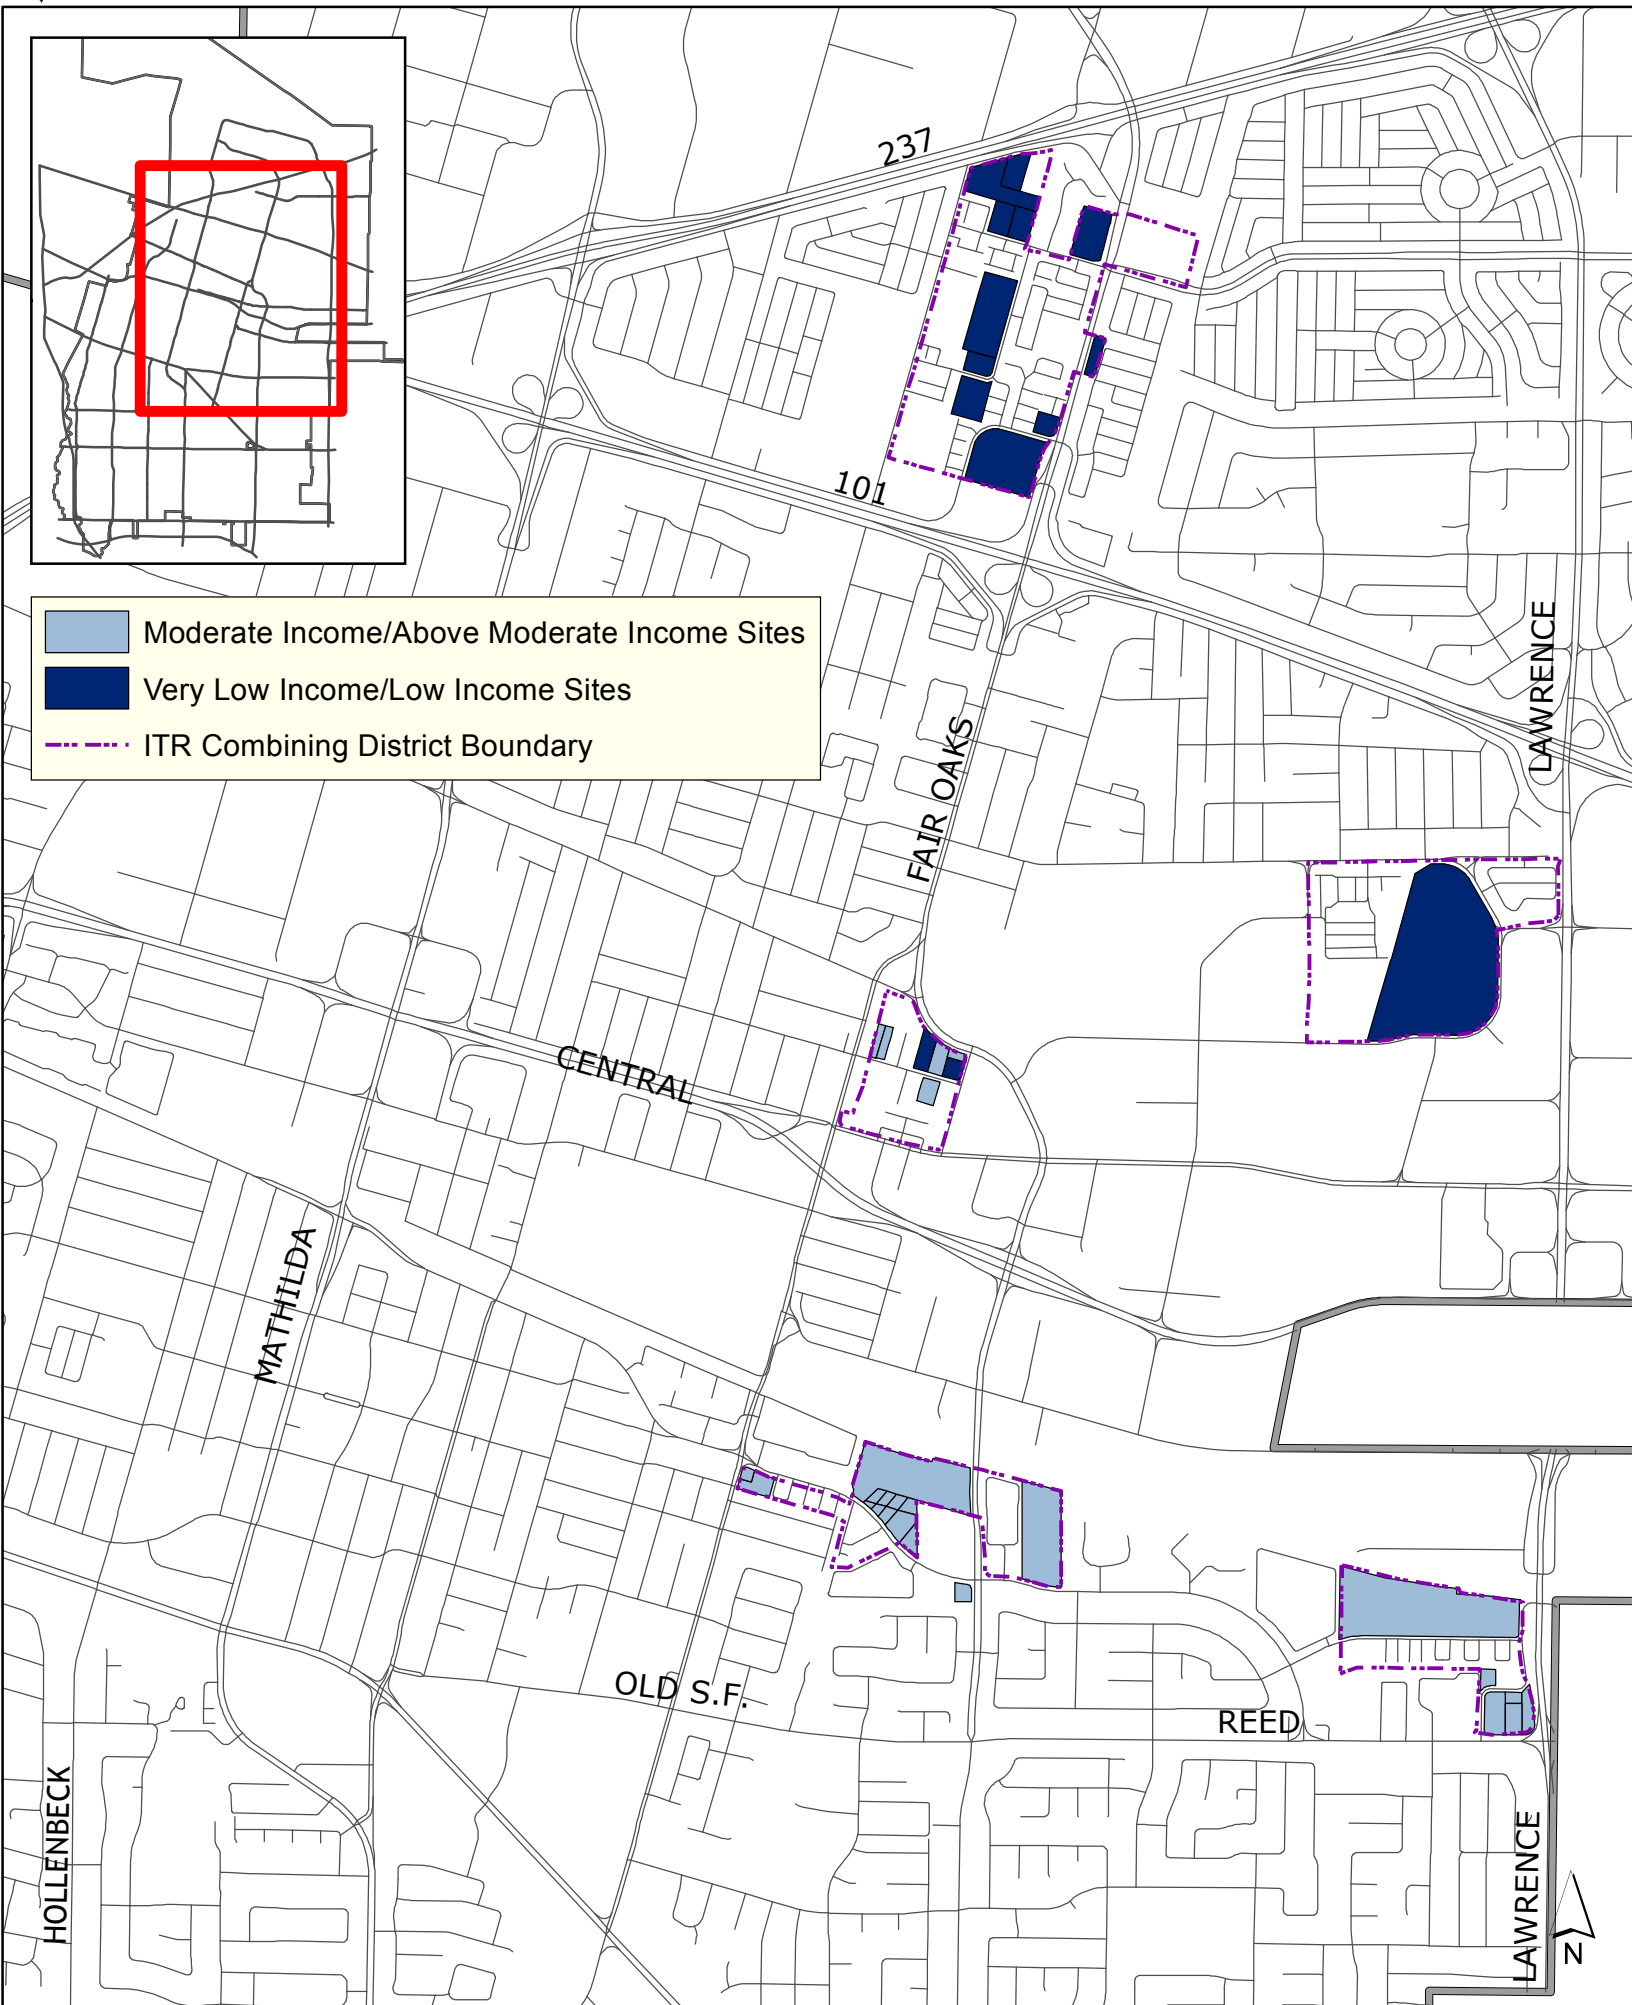 237
101
Moderate Income/Above Moderate Income Sites
Very Low Income/Low Income Sites
ITR Combining District Boundary
LAWRENCE
FAIR OAKS
CENTRAL
MATHILDA
OLD S.F.
REED
HOLLENBECK
LAWRENCE
N